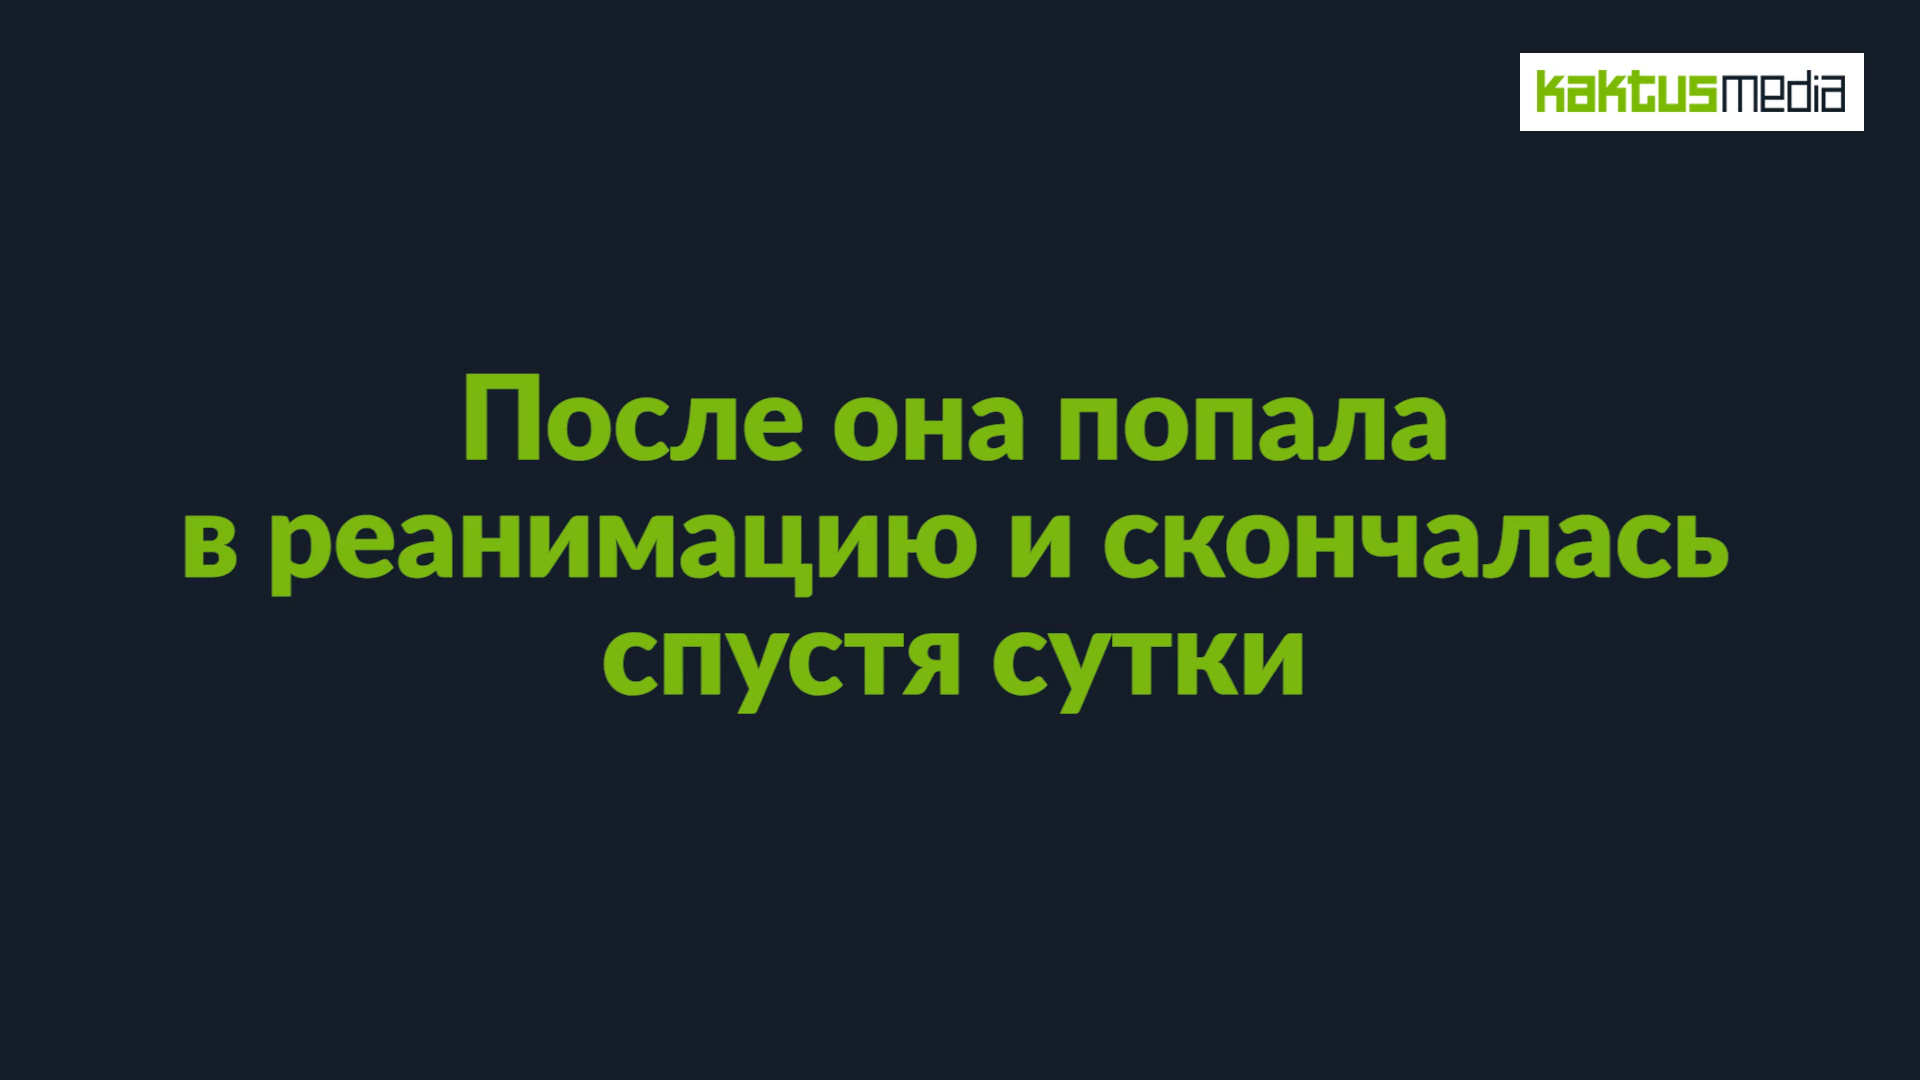 kaktusmedia
После она попала
в реанимацию и скончалась
спустя сутки